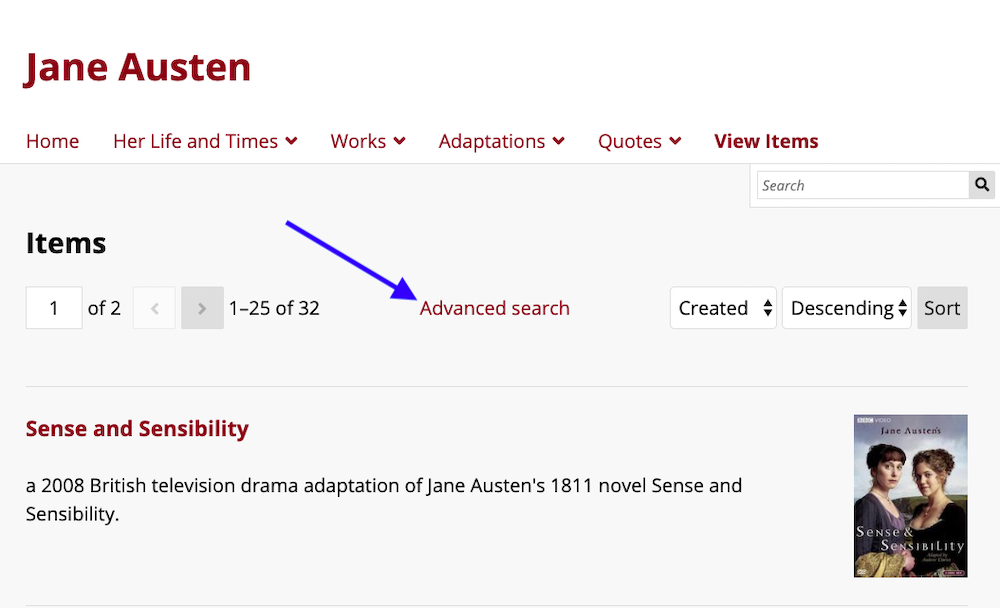 Jane Austen
Home Her Life and Times Works Adaptations Quotes View Items
Search
Items
1 of 2 1–25 of 32 Advanced search Created Descending Sort
Sense and Sensibility
a 2008 British television drama adaptation of Jane Austen's 1811 novel Sense and
Sensibility.
BBC VIDEO
Jane Austen's
SENSE &
SENSIBILITY
Adapted by
Andrew Davies